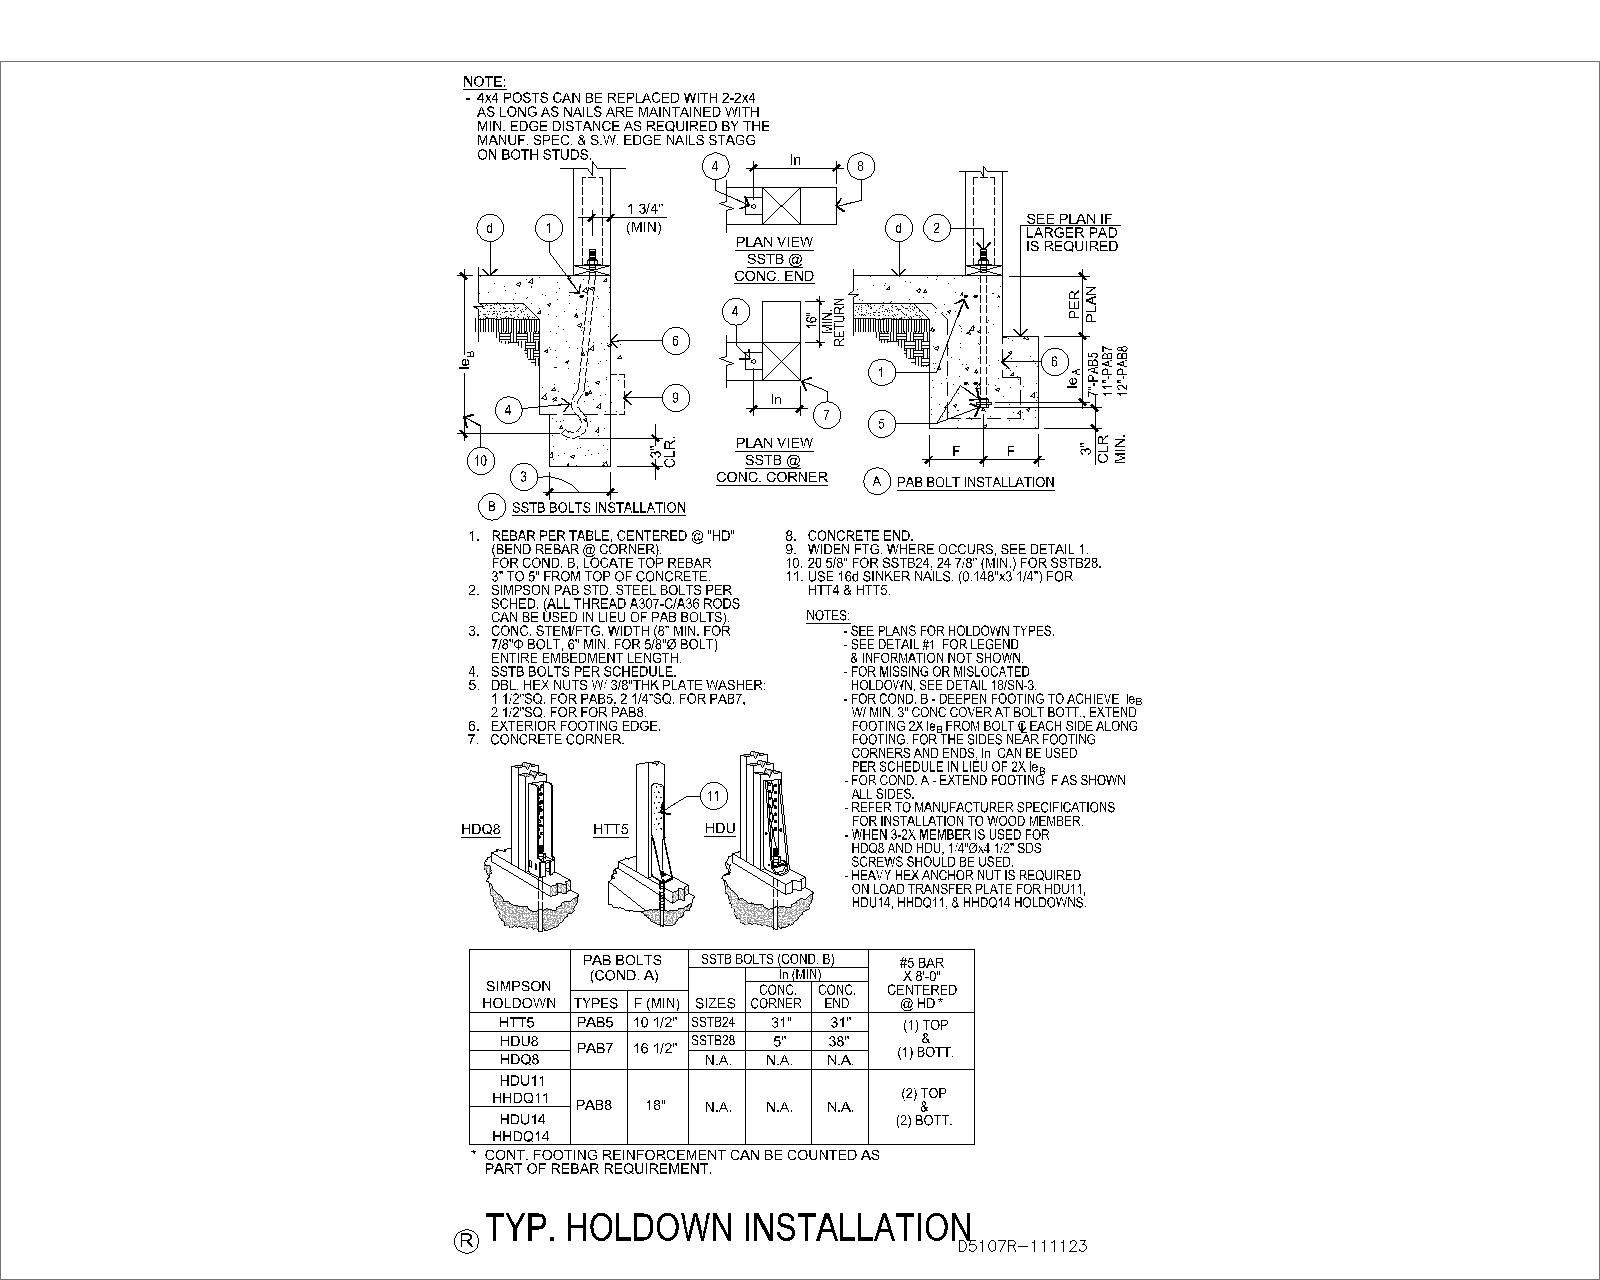 NOTE:
- 4x4 POSTS CAN BE REPLACED WITH 2-2x4
AS LONG AS NAILS ARE MAINTAINED WITH
MIN. EDGE DISTANCE AS REQUIRED BY THE
MANUF. SPEC. & S.W. EDGE NAILS STAGG
ON BOTH STUDS.
d
1
1 3/4"
(MIN)
leB
6
9
4
10
3
3"
CLR.
B SSTB BOLTS INSTALLATION
4
ln
8
PLAN VIEW
SSTB @
CONC. END
4
16"
MIN.
RETURN
ln
7
PLAN VIEW
SSTB @
CONC. CORNER
d
2
SEE PLAN IF
LARGER PAD
IS REQUIRED
PER
PLAN
1
6
leA
7"-PAB5
11"-PAB7
12"-PAB8
5
F
F
3"
CLR
MIN.
A PAB BOLT INSTALLATION
1. REBAR PER TABLE, CENTERED @ "HD"
(BEND REBAR @ CORNER).
FOR COND. B, LOCATE TOP REBAR
3" TO 5" FROM TOP OF CONCRETE.
2. SIMPSON PAB STD. STEEL BOLTS PER
SCHED. (ALL THREAD A307-C/A36 RODS
CAN BE USED IN LIEU OF PAB BOLTS).
3. CONC. STEM/FTG. WIDTH (8" MIN. FOR
7/8"Φ BOLT, 6" MIN. FOR 5/8"Ø BOLT)
ENTIRE EMBEDMENT LENGTH.
4. SSTB BOLTS PER SCHEDULE.
5. DBL. HEX NUTS W/ 3/8"THK PLATE WASHER:
1 1/2"SQ. FOR PAB5, 2 1/4"SQ. FOR PAB7,
2 1/2"SQ. FOR FOR PAB8.
6. EXTERIOR FOOTING EDGE.
7. CONCRETE CORNER.
8. CONCRETE END.
9. WIDEN FTG. WHERE OCCURS, SEE DETAIL 1.
10. 20 5/8" FOR SSTB24, 24 7/8" (MIN.) FOR SSTB28.
11. USE 16d SINKER NAILS. (0.148"x3 1/4") FOR
HTT4 & HTT5.
NOTES:
- SEE PLANS FOR HOLDOWN TYPES.
- SEE DETAIL #1 FOR LEGEND
& INFORMATION NOT SHOWN.
- FOR MISSING OR MISLOCATED
HOLDOWN, SEE DETAIL 18/SN-3.
- FOR COND. B - DEEPEN FOOTING TO ACHIEVE leB
W/ MIN. 3" CONC COVER AT BOLT BOTT., EXTEND
FOOTING 2X leB FROM BOLT ℄ EACH SIDE ALONG
FOOTING. FOR THE SIDES NEAR FOOTING
CORNERS AND ENDS, ln CAN BE USED
PER SCHEDULE IN LIEU OF 2X leB
- FOR COND. A - EXTEND FOOTING F AS SHOWN
ALL SIDES.
- REFER TO MANUFACTURER SPECIFICATIONS
FOR INSTALLATION TO WOOD MEMBER.
- WHEN 3-2X MEMBER IS USED FOR
HDQ8 AND HDU, 1/4"Øx4 1/2" SDS
SCREWS SHOULD BE USED.
- HEAVY HEX ANCHOR NUT IS REQUIRED
ON LOAD TRANSFER PLATE FOR HDU11,
HDU14, HHDQ11, & HHDQ14 HOLDOWNS.
HDQ8
HTT5
11
HDU
SIMPSON
HOLDOWN
PAB BOLTS
(COND. A)
TYPES F (MIN)
SSTB BOLTS (COND. B)
SIZES
ln (MIN)
CONC.
CORNER
CONC.
END
#5 BAR
X 8'-0"
CENTERED
@ HD *
HTT5 PAB5 10 1/2" SSTB24 31" 31"
HDU8 PAB7 16 1/2" SSTB28 5" 38"
HDQ8 N.A. N.A. N.A.
(1) TOP
&
(1) BOTT.
HDU11
HHDQ11
PAB8 18" N.A. N.A. N.A.
HDU14
HHDQ14
(2) TOP
&
(2) BOTT.
* CONT. FOOTING REINFORCEMENT CAN BE COUNTED AS
PART OF REBAR REQUIREMENT.
R TYP. HOLDOWN INSTALLATION
D5107R-111123